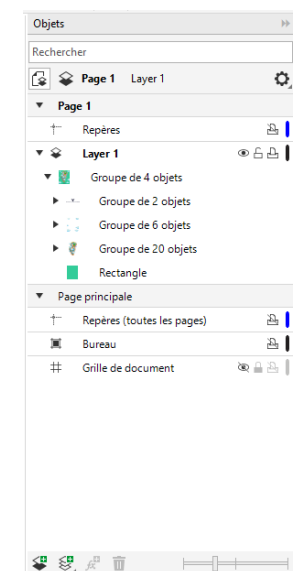 Objets
Rechercher
Page 1 Layer 1
Page 1
Repères
Layer 1
Groupe de 4 objets
Groupe de 2 objets
Groupe de 6 objets
Groupe de 20 objets
Rectangle
Page principale
Repères (toutes les pages)
Bureau
Grille de document